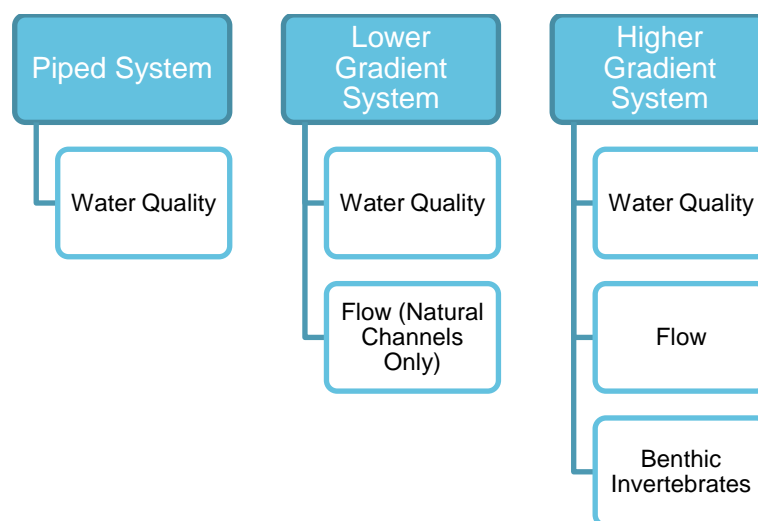 Piped System
Water Quality
Lower
Gradient
System
Water Quality
Flow (Natural
Channels
Only)
Higher
Gradient
System
Water Quality
Flow
Benthic
Invertebrates